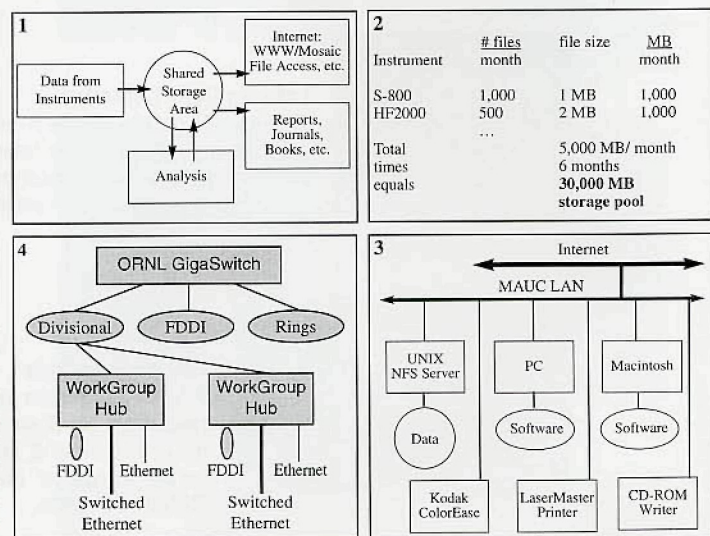 1
Data from
Instruments
Shared
Storage
Area
Internet:
WWW/Mosaic
File Access, etc.
Reports,
Journals,
Books, etc.
Analysis
2
# files file size MB
Instrument month month
S-800 1,000 1 MB 1,000
HF2000 500 2 MB 1,000
...
Total 5,000 MB/ month
times 6 months
equals 30,000 MB
storage pool
4
ORNL GigaSwitch
Divisional FDDI Rings
WorkGroup
Hub
WorkGroup
Hub
FDDI Ethernet
FDDI Ethernet
Switched
Ethernet
Switched
Ethernet
3
Internet
MAUC LAN
UNIX
NFS Server
PC
Macintosh
Data
Software
Software
Kodak
ColorEase
LaserMaster
Printer
CD-ROM
Writer